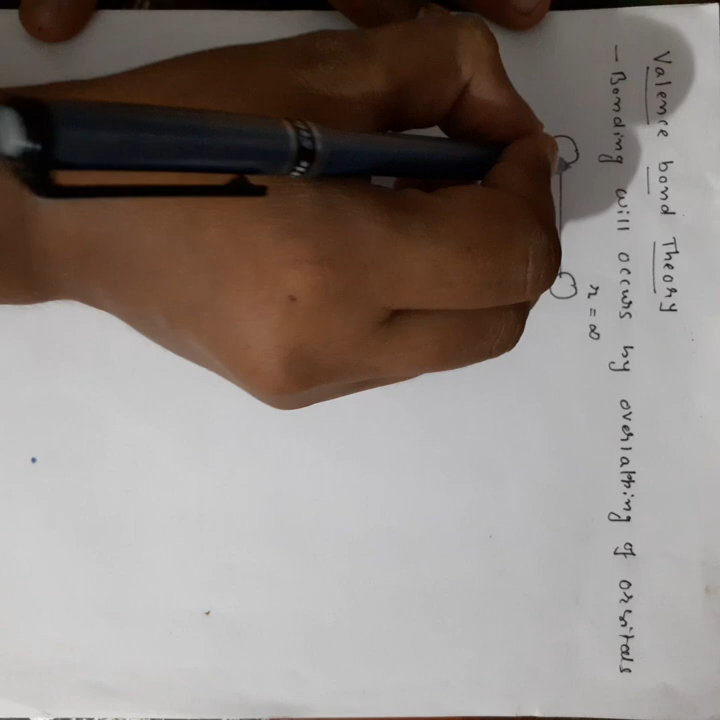 Valence bond Theory
- Bonding will occurs by overlapping of orbitals
r = ∞